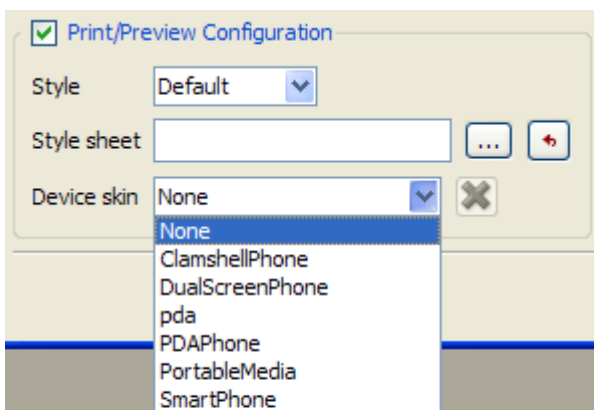 Print/Preview Configuration
Style Default
Style sheet ...
Device skin None
None
ClamshellPhone
DualScreenPhone
pda
PDAPhone
PortableMedia
SmartPhone